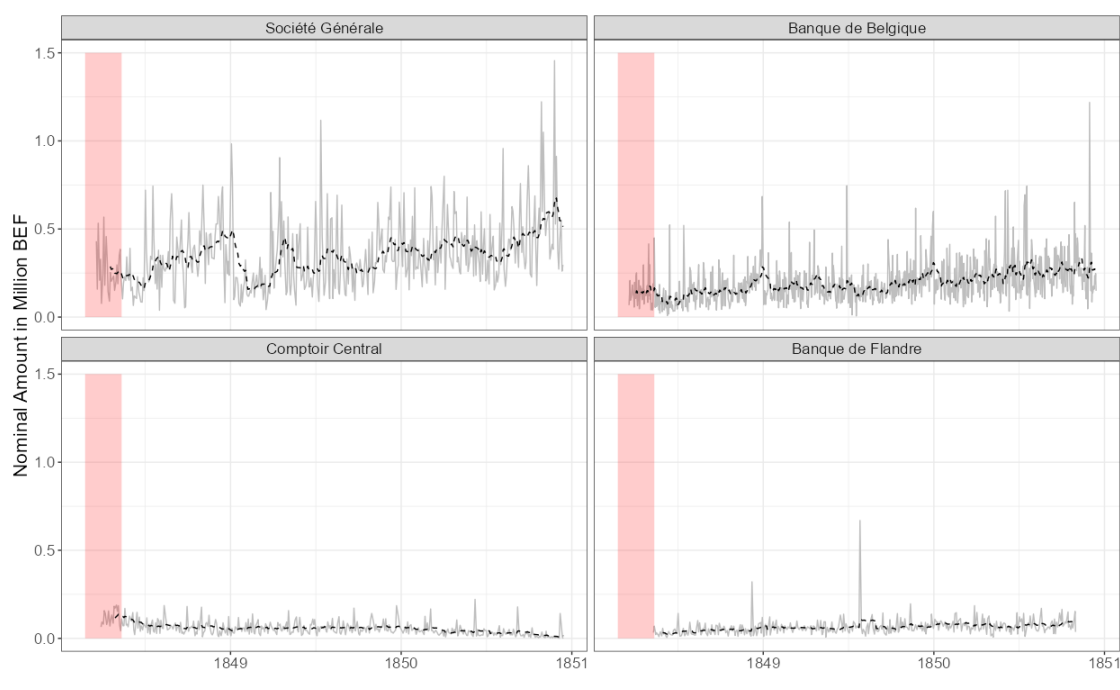 Société Générale
Banque de Belgique
1.5
1.0
0.5
0.0
Comptoir Central
Banque de Flandre
1.5
1.0
0.5
0.0
1849
1850
1851
1849
1850
1851
Nominal Amount in Million BEF